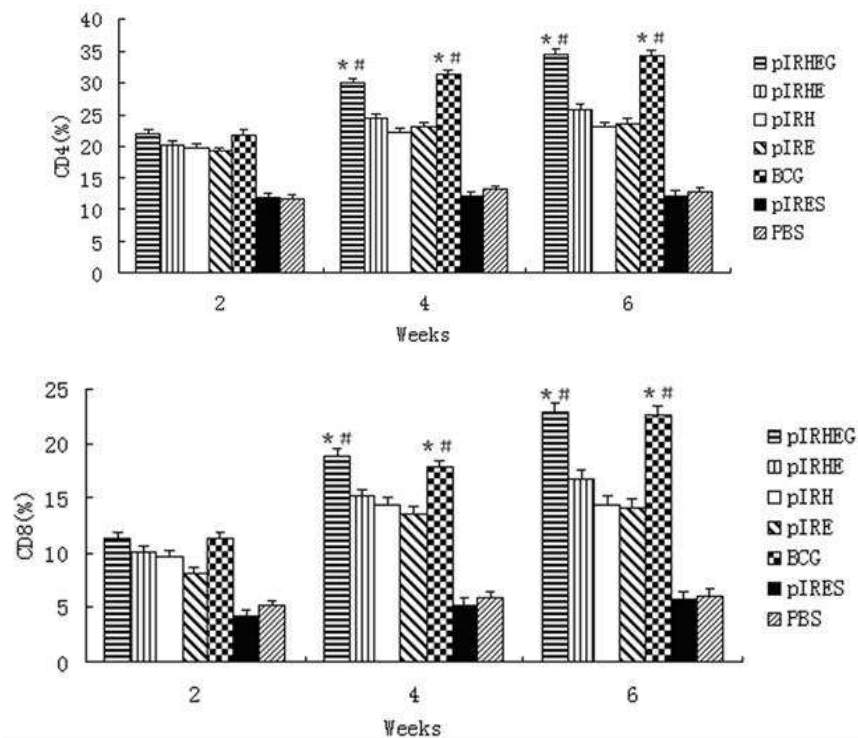 40
35
30
25
20
15
10
5
0
CD4(%)
* #
* #
* #
* #
2
4
6
Weeks
pIRHEG
pIRHE
pIRH
pIRE
BCG
pIRES
PBS
25
20
15
10
5
0
CD8(%)
* #
* #
* #
* #
2
4
6
Weeks
pIRHEG
pIRHE
pIRH
pIRE
BCG
pIRES
PBS